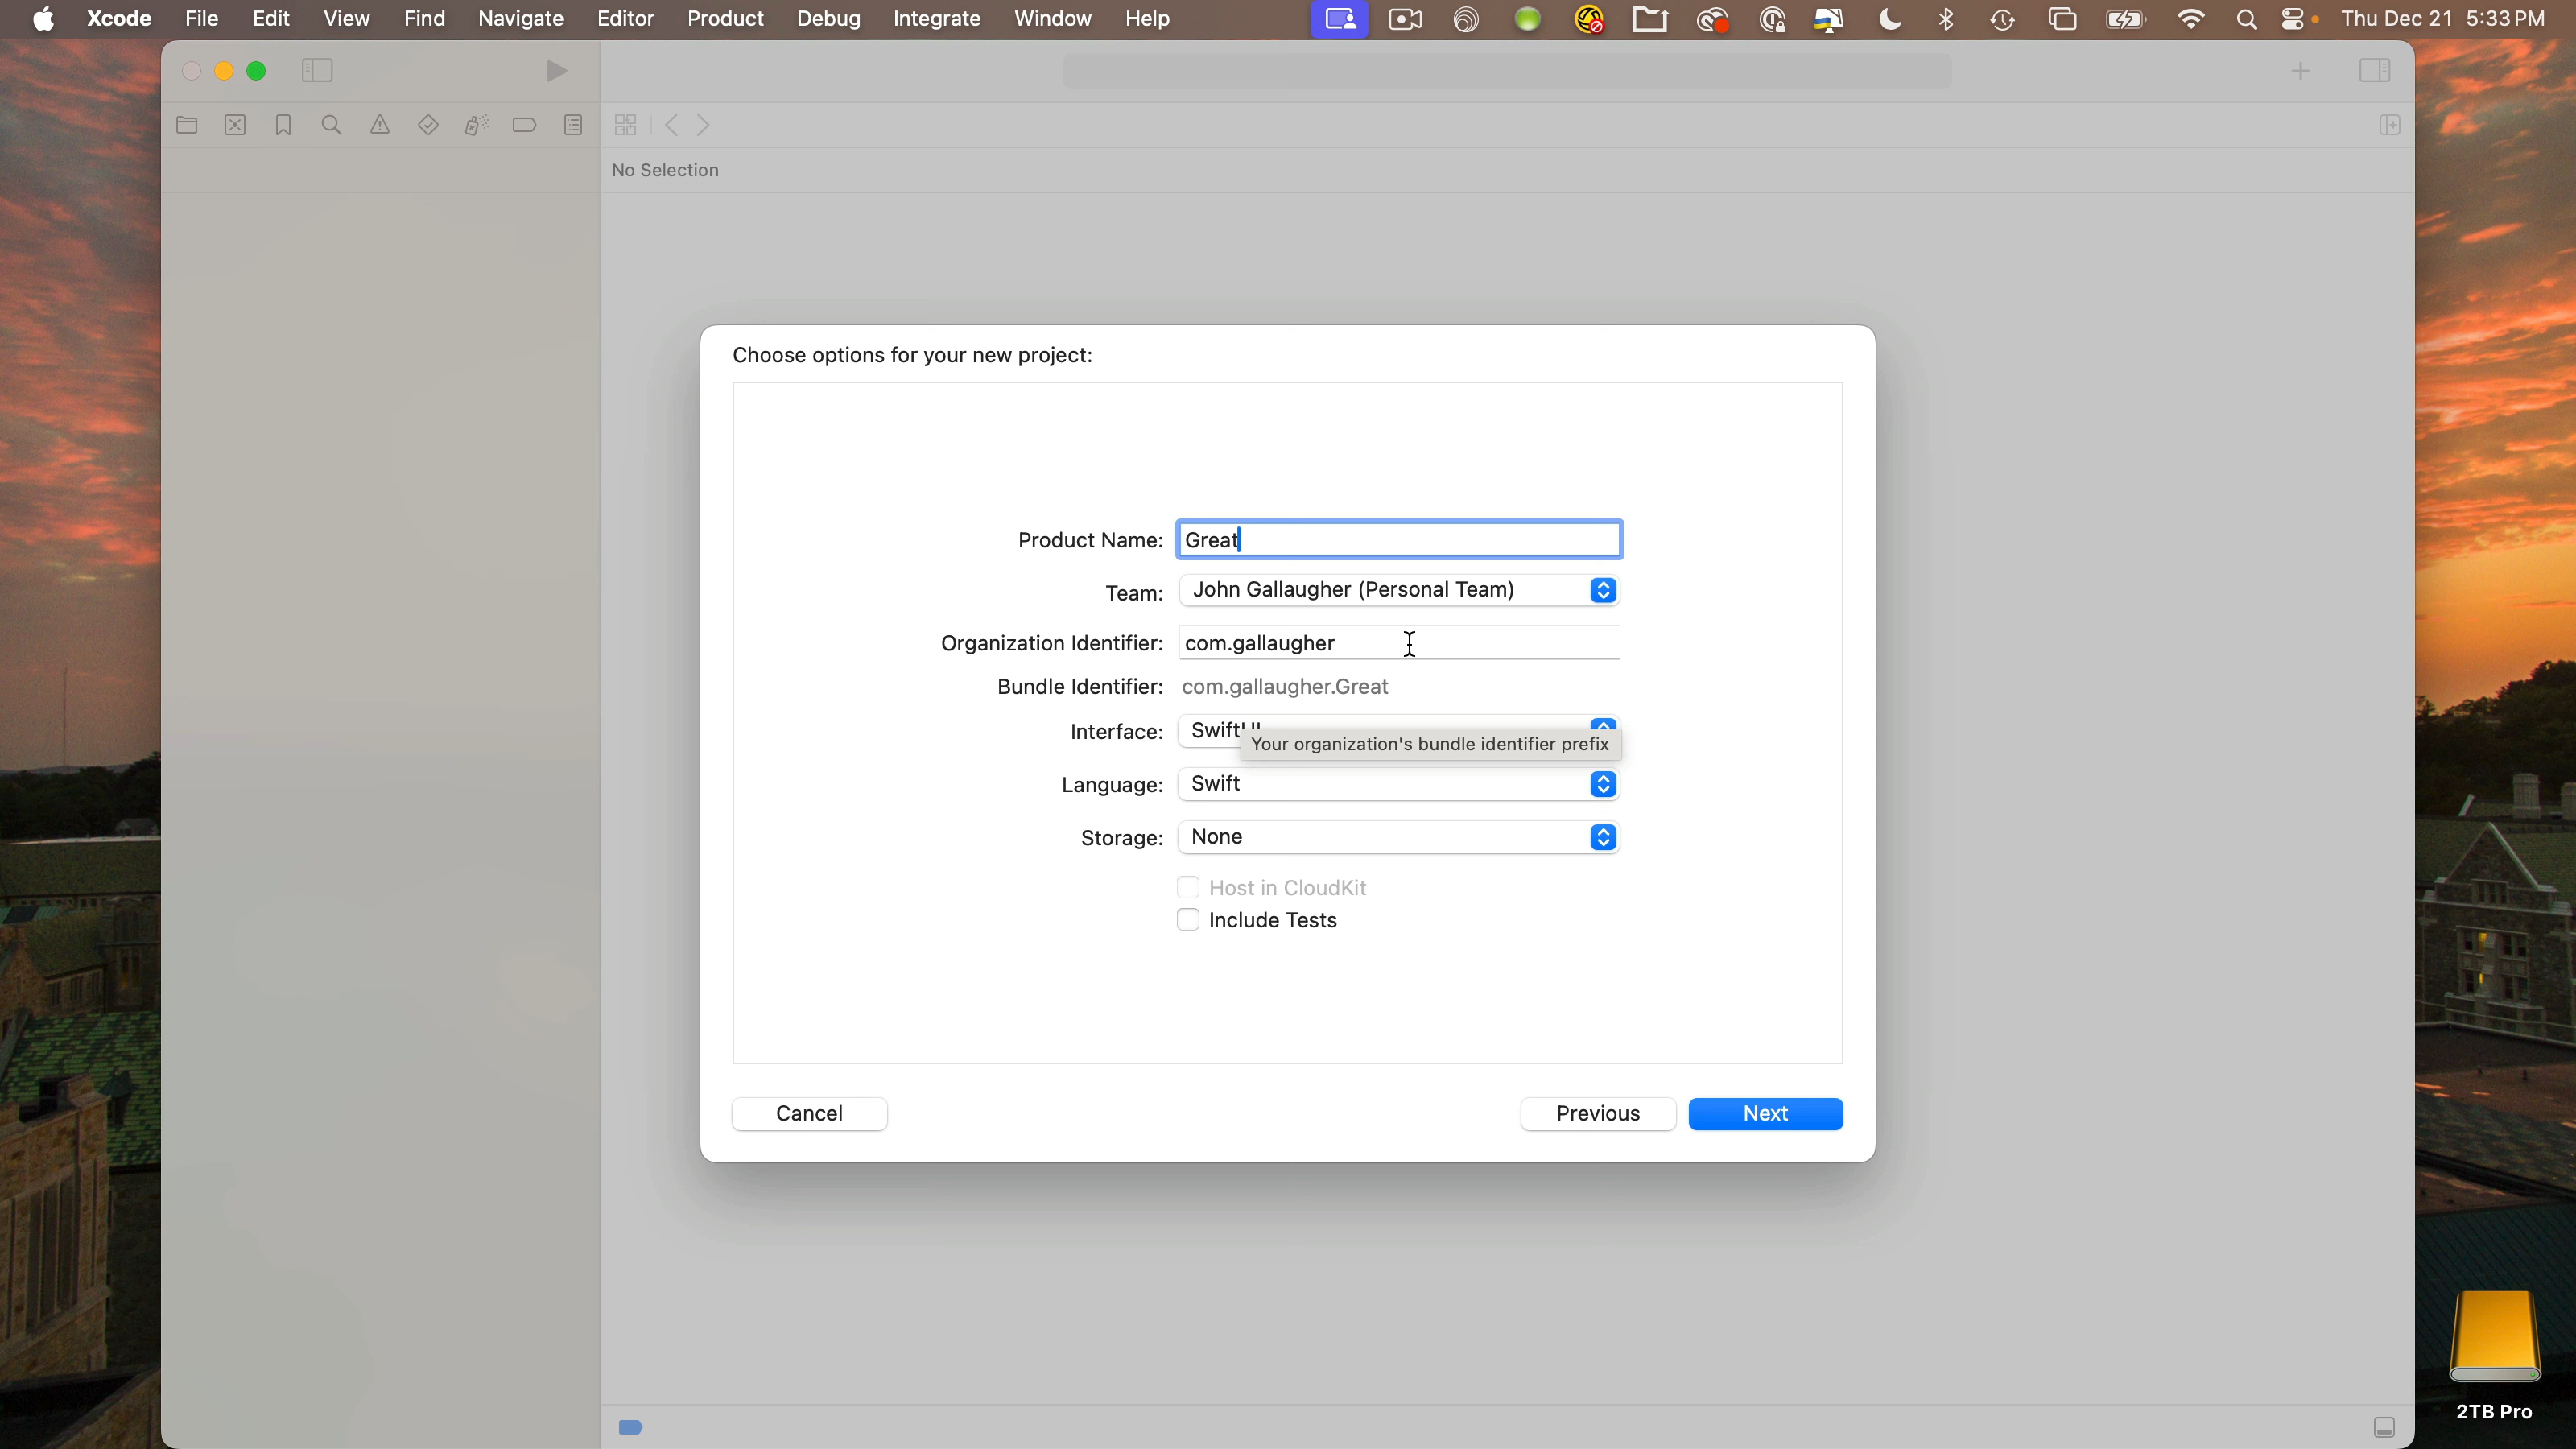 Xcode File Edit View Find Navigate Editor Product Debug Integrate Window Help Thu Dec 21 5:33 PM
No Selection
Choose options for your new project:
Product Name: Great
Team: John Gallaugher (Personal Team)
Organization Identifier: com.gallaugher
Bundle Identifier: com.gallaugher.Great
Interface: SwiftUI
Your organization's bundle identifier prefix
Language: Swift
Storage: None
Host in CloudKit
Include Tests
Cancel Previous Next
2TB Pro